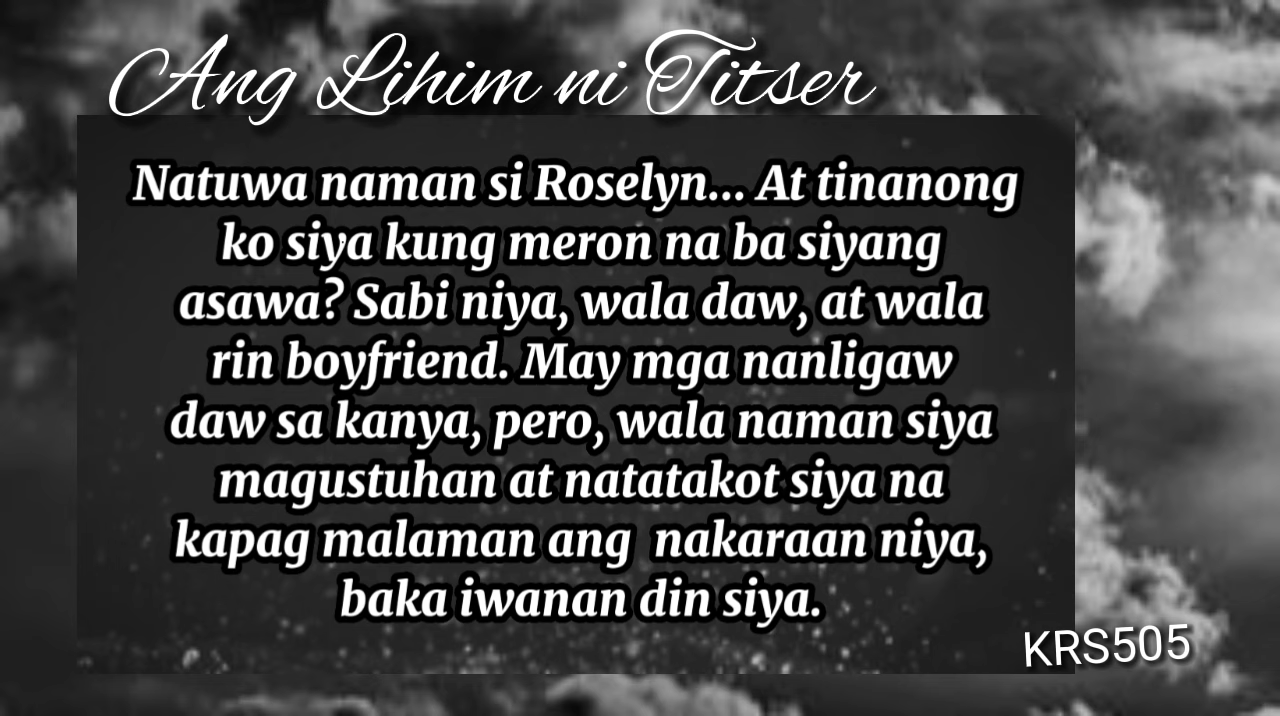 Ang Lihim ni Titser
Natuwa naman si Roselyn... At tinanong
ko siya kung meron na ba siyang
asawa? Sabi niya, wala daw, at wala
rin boyfriend. May mga nanligaw
daw sa kanya, pero, wala naman siya
magustuhan at natatakot siya na
kapag malaman ang  nakaraan niya,
baka iwanan din siya.
KRS505